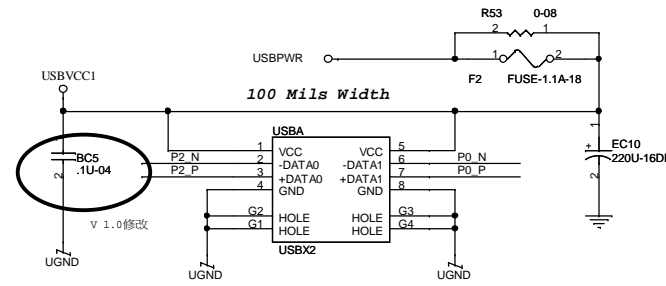 R53 0-08
2 1
USBPWR
1 2
F2 FUSE-1.1A-18
USBVCC1
100 Mils Width
USBA
1
BC5
.1U-04
1 VCC VCC 5
P2_N 2 -DATA0 -DATA1 6 P0_N
P2_P 3 +DATA0 +DATA1 7 P0_P
4 GND GND 8
+
EC10
220U-16DI
2
2
V 1.0修改
G2 HOLE HOLE G3
G1 HOLE HOLE G4
USBX2
UGND
UGND
UGND